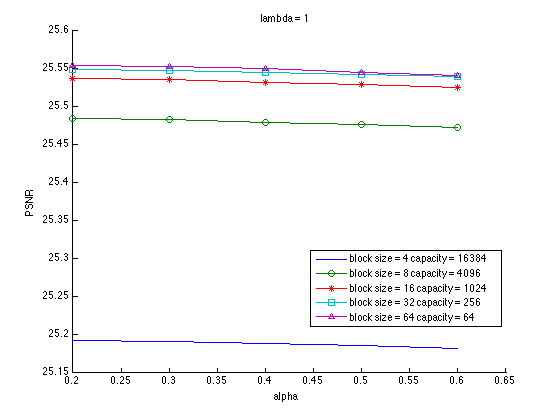 lambda = 1
25.6
25.55
25.5
25.45
25.4
25.35
25.3
25.25
25.2
25.15
PSNR
block size = 4 capacity = 16384
block size = 8 capacity = 4096
block size = 16 capacity = 1024
block size = 32 capacity = 256
block size = 64 capacity = 64
0.2 0.25 0.3 0.35 0.4 0.45 0.5 0.55 0.6 0.65
alpha